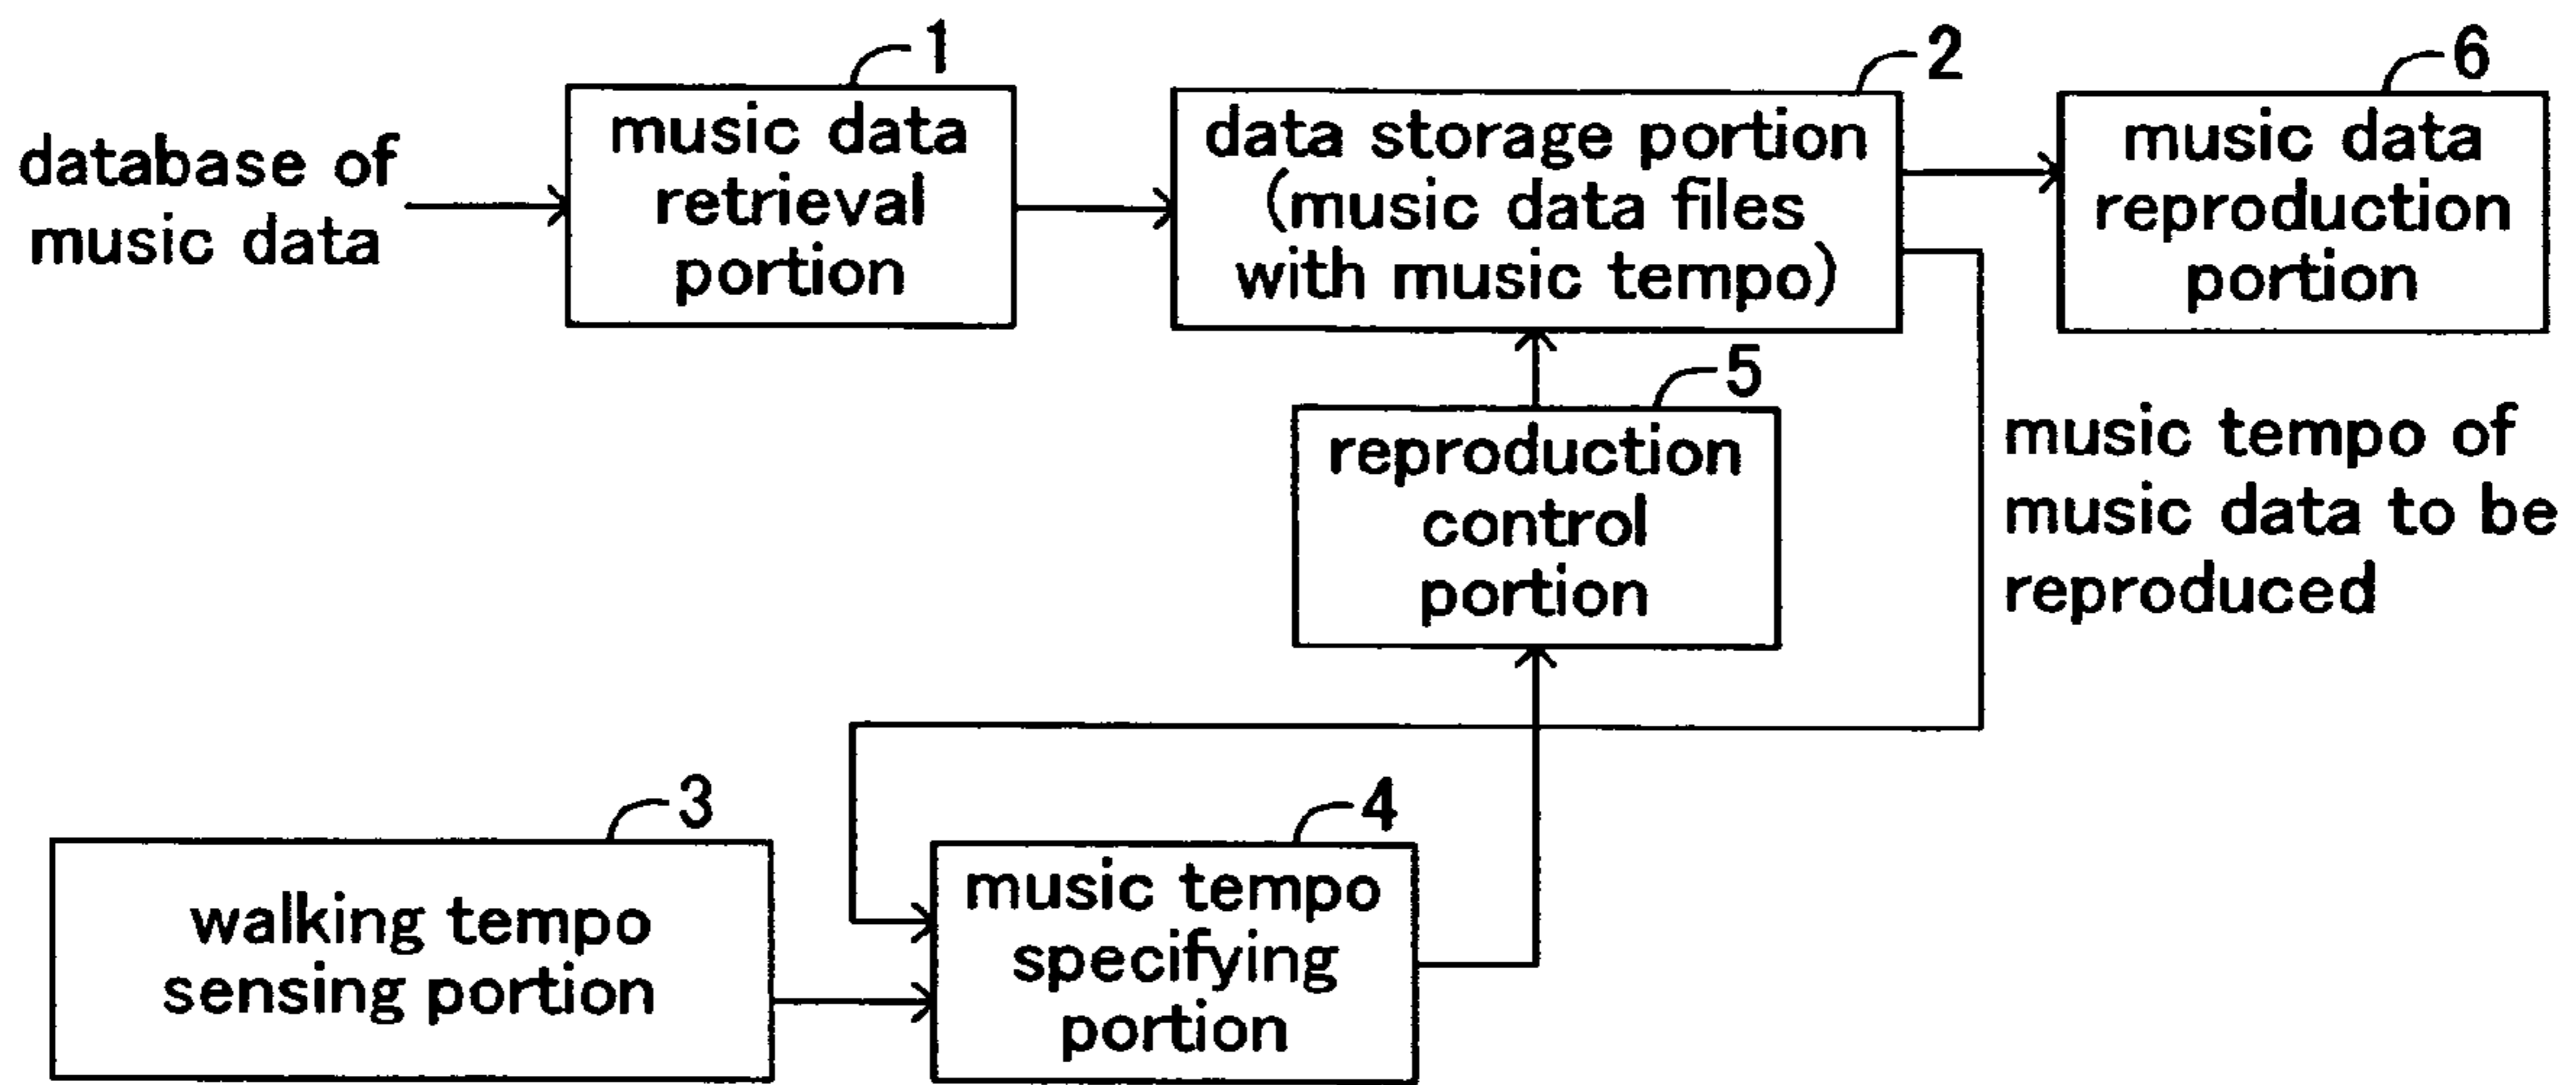 1
2
6
database of
music data
music data
retrieval
portion
data storage portion
(music data files
with music tempo)
music data
reproduction
portion
5
reproduction
control
portion
music tempo of
music data to be
reproduced
3
4
walking tempo
sensing portion
music tempo
specifying
portion